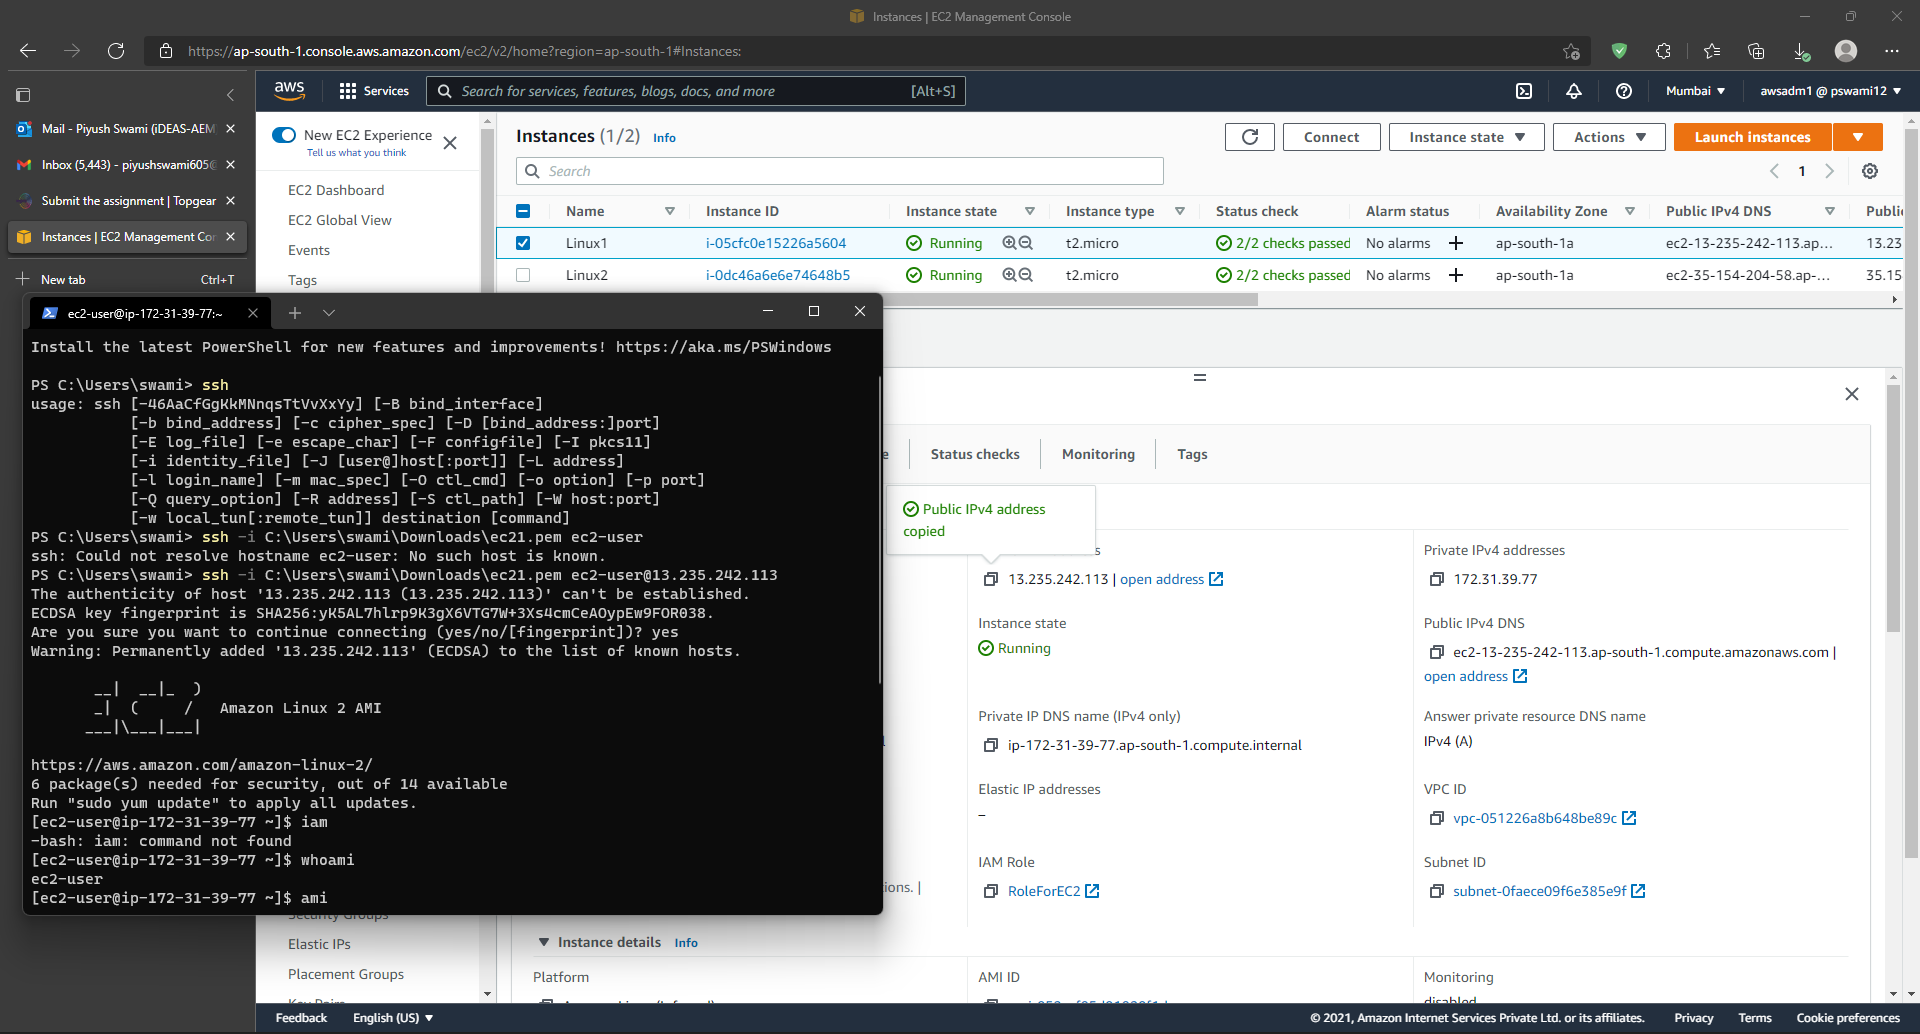 Instances | EC2 Management Console
https://ap-south-1.console.aws.amazon.com/ec2/v2/home?region=ap-south-1#Instances:
Mail - Piyush Swami (iDEAS-AEM
Inbox (5,443) - piyushswami605@
Submit the assignment | Topgear
Instances | EC2 Management Con
New tab Ctrl+T
aws Services Search for services, features, blogs, docs, and more [Alt+S] Mumbai awsadm1 @ pswami12
New EC2 Experience
Tell us what you think
EC2 Dashboard
EC2 Global View
Events
Tags
Instances (1/2) Info Connect Instance state Actions Launch instances
Search 1
Name Instance ID Instance state Instance type Status check Alarm status Availability Zone Public IPv4 DNS Public
Linux1 i-05cfc0e15226a5604 Running t2.micro 2/2 checks passed No alarms + ap-south-1a ec2-13-235-242-113.ap... 13.23
Linux2 i-0dc46a6e6e74648b5 Running t2.micro 2/2 checks passed No alarms + ap-south-1a ec2-35-154-204-58.ap-... 35.15
ec2-user@ip-172-31-39-77:~
Install the latest PowerShell for new features and improvements! https://aka.ms/PSWindows
PS C:\Users\swami> ssh
usage: ssh [-46AaCfGgKkMNnqsTtVvXxYy] [-B bind_interface]
[-b bind_address] [-c cipher_spec] [-D [bind_address:]port]
[-E log_file] [-e escape_char] [-F configfile] [-I pkcs11]
[-i identity_file] [-J [user@]host[:port]] [-L address]
[-l login_name] [-m mac_spec] [-O ctl_cmd] [-o option] [-p port]
[-Q query_option] [-R address] [-S ctl_path] [-W host:port]
[-w local_tun[:remote_tun]] destination [command]
PS C:\Users\swami> ssh -i C:\Users\swami\Downloads\ec21.pem ec2-user
ssh: Could not resolve hostname ec2-user: No such host is known.
PS C:\Users\swami> ssh -i C:\Users\swami\Downloads\ec21.pem ec2-user@13.235.242.113
The authenticity of host '13.235.242.113 (13.235.242.113)' can't be established.
ECDSA key fingerprint is SHA256:yK5AL7hlrp9K3gX6VTG7W+3Xs4cmCeAOypEw9FOR038.
Are you sure you want to continue connecting (yes/no/[fingerprint])? yes
Warning: Permanently added '13.235.242.113' (ECDSA) to the list of known hosts.
__| __|_ )
_| ( / Amazon Linux 2 AMI
___|\___|___|
https://aws.amazon.com/amazon-linux-2/
6 package(s) needed for security, out of 14 available
Run "sudo yum update" to apply all updates.
[ec2-user@ip-172-31-39-77 ~]$ iam
-bash: iam: command not found
[ec2-user@ip-172-31-39-77 ~]$ whoami
ec2-user
[ec2-user@ip-172-31-39-77 ~]$ ami
Elastic IPs
Placement Groups
e Status checks Monitoring Tags
Public IPv4 address
copied
s
13.235.242.113 | open address
Private IPv4 addresses
172.31.39.77
Instance state
Running
Public IPv4 DNS
ec2-13-235-242-113.ap-south-1.compute.amazonaws.com |
open address
Private IP DNS name (IPv4 only)
ip-172-31-39-77.ap-south-1.compute.internal
Answer private resource DNS name
IPv4 (A)
Elastic IP addresses
–
VPC ID
vpc-051226a8b648be89c
IAM Role
RoleForEC2
Subnet ID
subnet-0faece09f6e385e9f
ions. |
Instance details Info
Platform
AMI ID
Monitoring
disabled
Feedback English (US) © 2021, Amazon Internet Services Private Ltd. or its affiliates. Privacy Terms Cookie preferences